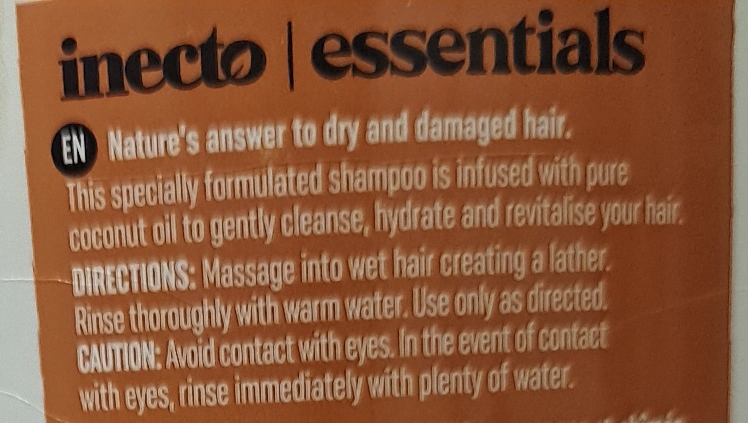 inecto | essentials
EN Nature's answer to dry and damaged hair.
This specially formulated shampoo is infused with pure
coconut oil to gently cleanse, hydrate and revitalise your hair.
DIRECTIONS: Massage into wet hair creating a lather.
Rinse thoroughly with warm water. Use only as directed.
CAUTION: Avoid contact with eyes. In the event of contact
with eyes, rinse immediately with plenty of water.